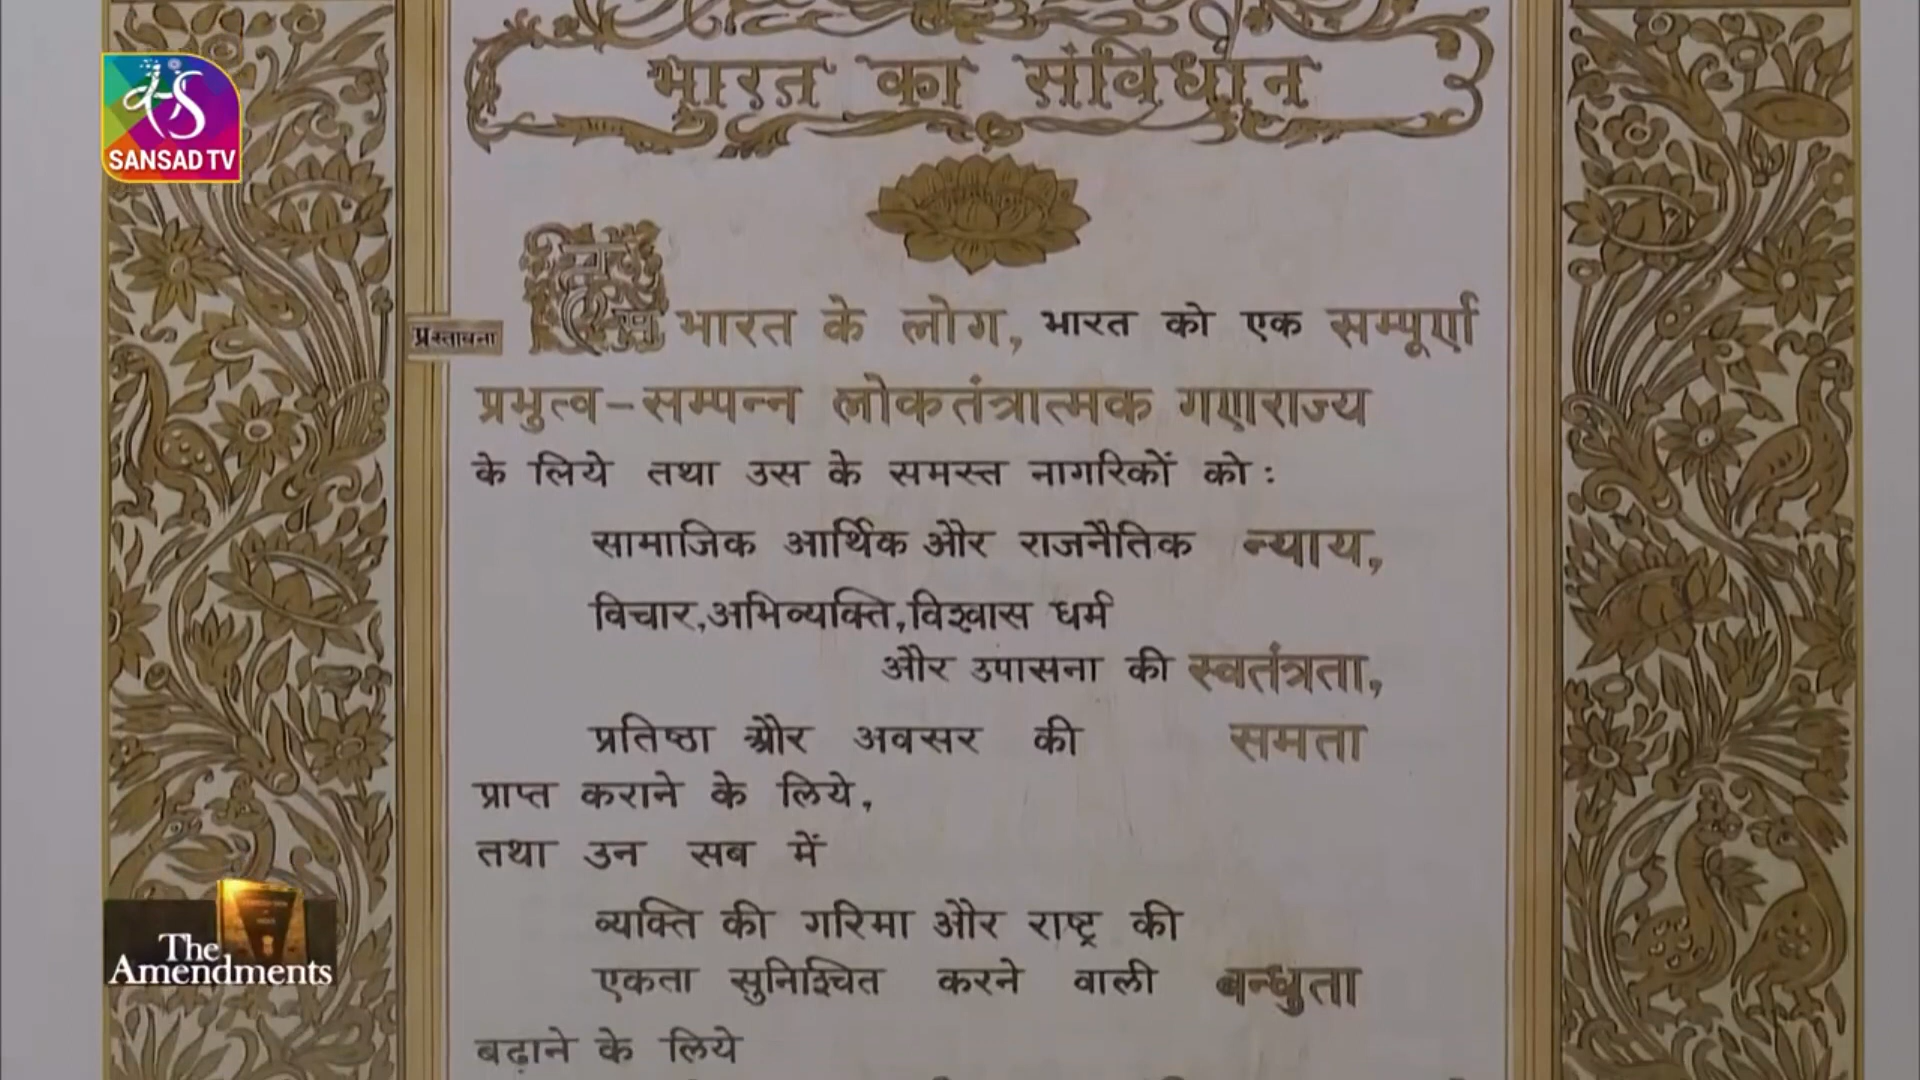 SANSAD TV
भारत का संविधान
प्रस्तावना
हम भारत के लोग, भारत को एक सम्पूर्ण
प्रभुत्व-सम्पन्न लोकतंत्रात्मक गणराज्य
के लिये तथा उस के समस्त नागरिकों को:
सामाजिक आर्थिक और राजनैतिक न्याय,
विचार,अभिव्यक्ति,विश्वास धर्म
और उपासना की स्वतंत्रता,
प्रतिष्ठा और अवसर की समता
प्राप्त कराने के लिये,
तथा उन सब में
व्यक्ति की गरिमा और राष्ट्र की
एकता सुनिश्चित करने वाली बन्धुता
बढ़ाने के लिये
The
Amendments